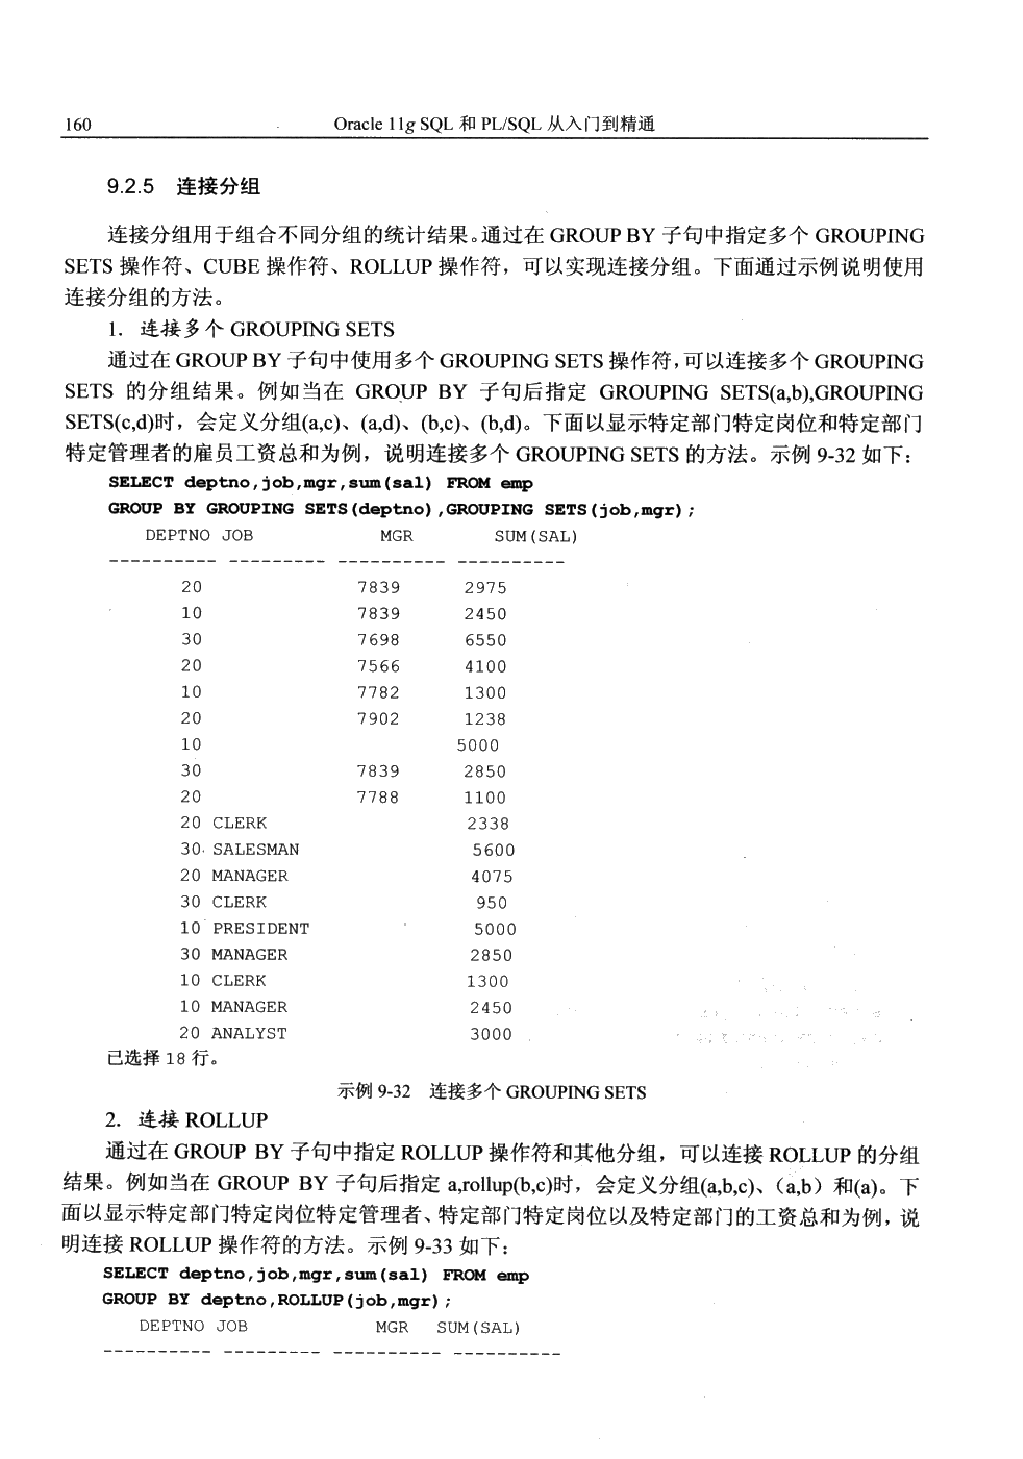 160 Oracle 11g SQL 和 PL/SQL 从入门到精通
9.2.5 连接分组
连接分组用于组合不同分组的统计结果。通过在 GROUP BY 子句中指定多个 GROUPING
SETS 操作符、CUBE 操作符、ROLLUP 操作符，可以实现连接分组。下面通过示例说明使用
连接分组的方法。
1. 连接多个 GROUPING SETS
通过在 GROUP BY 子句中使用多个 GROUPING SETS 操作符，可以连接多个 GROUPING
SETS 的分组结果。例如当在 GROUP BY 子句后指定 GROUPING SETS(a,b),GROUPING
SETS(c,d)时，会定义分组(a,c)、(a,d)、(b,c)、(b,d)。下面以显示特定部门特定岗位和特定部门
特定管理者的雇员工资总和为例，说明连接多个 GROUPING SETS 的方法。示例 9-32 如下：
SELECT deptno,job,mgr,sum(sal) FROM emp
GROUP BY GROUPING SETS(deptno),GROUPING SETS(job,mgr);
DEPTNO JOB MGR SUM(SAL)
---------- --------- ---------- ----------
20 7839 2975
10 7839 2450
30 7698 6550
20 7566 4100
10 7782 1300
20 7902 1238
10 5000
30 7839 2850
20 7788 1100
20 CLERK 2338
30 SALESMAN 5600
20 MANAGER 4075
30 CLERK 950
10 PRESIDENT 5000
30 MANAGER 2850
10 CLERK 1300
10 MANAGER 2450
20 ANALYST 3000
已选择 18 行。
示例 9-32 连接多个 GROUPING SETS
2. 连接 ROLLUP
通过在 GROUP BY 子句中指定 ROLLUP 操作符和其他分组，可以连接 ROLLUP 的分组
结果。例如当在 GROUP BY 子句后指定 a,rollup(b,c)时，会定义分组(a,b,c)、（a,b）和(a)。下
面以显示特定部门特定岗位特定管理者、特定部门特定岗位以及特定部门的工资总和为例，说
明连接 ROLLUP 操作符的方法。示例 9-33 如下：
SELECT deptno,job,mgr,sum(sal) FROM emp
GROUP BY deptno,ROLLUP(job,mgr);
DEPTNO JOB MGR SUM(SAL)
---------- --------- ---------- ----------